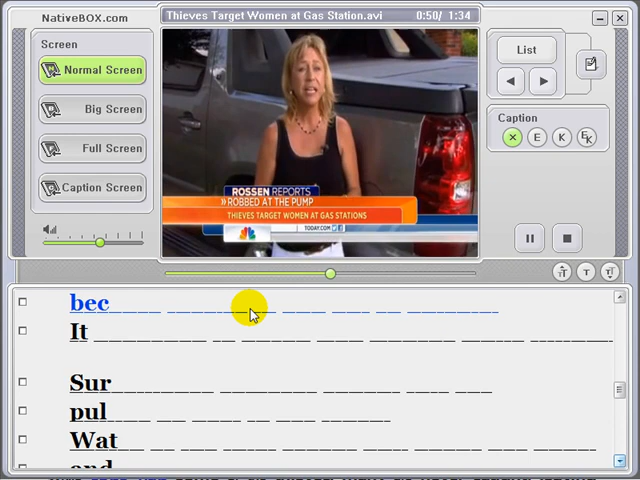 NativeBOX.com
Thieves Target Women at Gas Station.avi
0:50/ 1:34
Screen
Normal Screen
Big Screen
Full Screen
Caption Screen
ROSSEN REPORTS
»ROBBED AT THE PUMP
THIEVES TARGET WOMEN AT GAS STATIONS
TODAY.COM
List
Caption
× E K EK
T T T
bec
It
Sur
pul
Wat
and